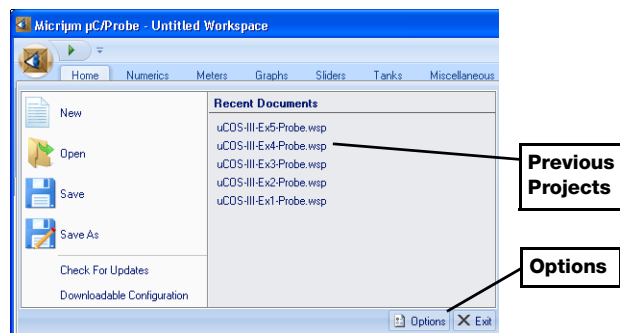 Micriµm µC/Probe - Untitled Workspace
Home Numerics Meters Graphs Sliders Tanks Miscellaneous
New
Open
Save
Save As
Check For Updates
Downloadable Configuration
Recent Documents
uCOS-III-Ex5-Probe.wsp
uCOS-III-Ex4-Probe.wsp
uCOS-III-Ex3-Probe.wsp
uCOS-III-Ex2-Probe.wsp
uCOS-III-Ex1-Probe.wsp
Options Exit
Previous
Projects
Options